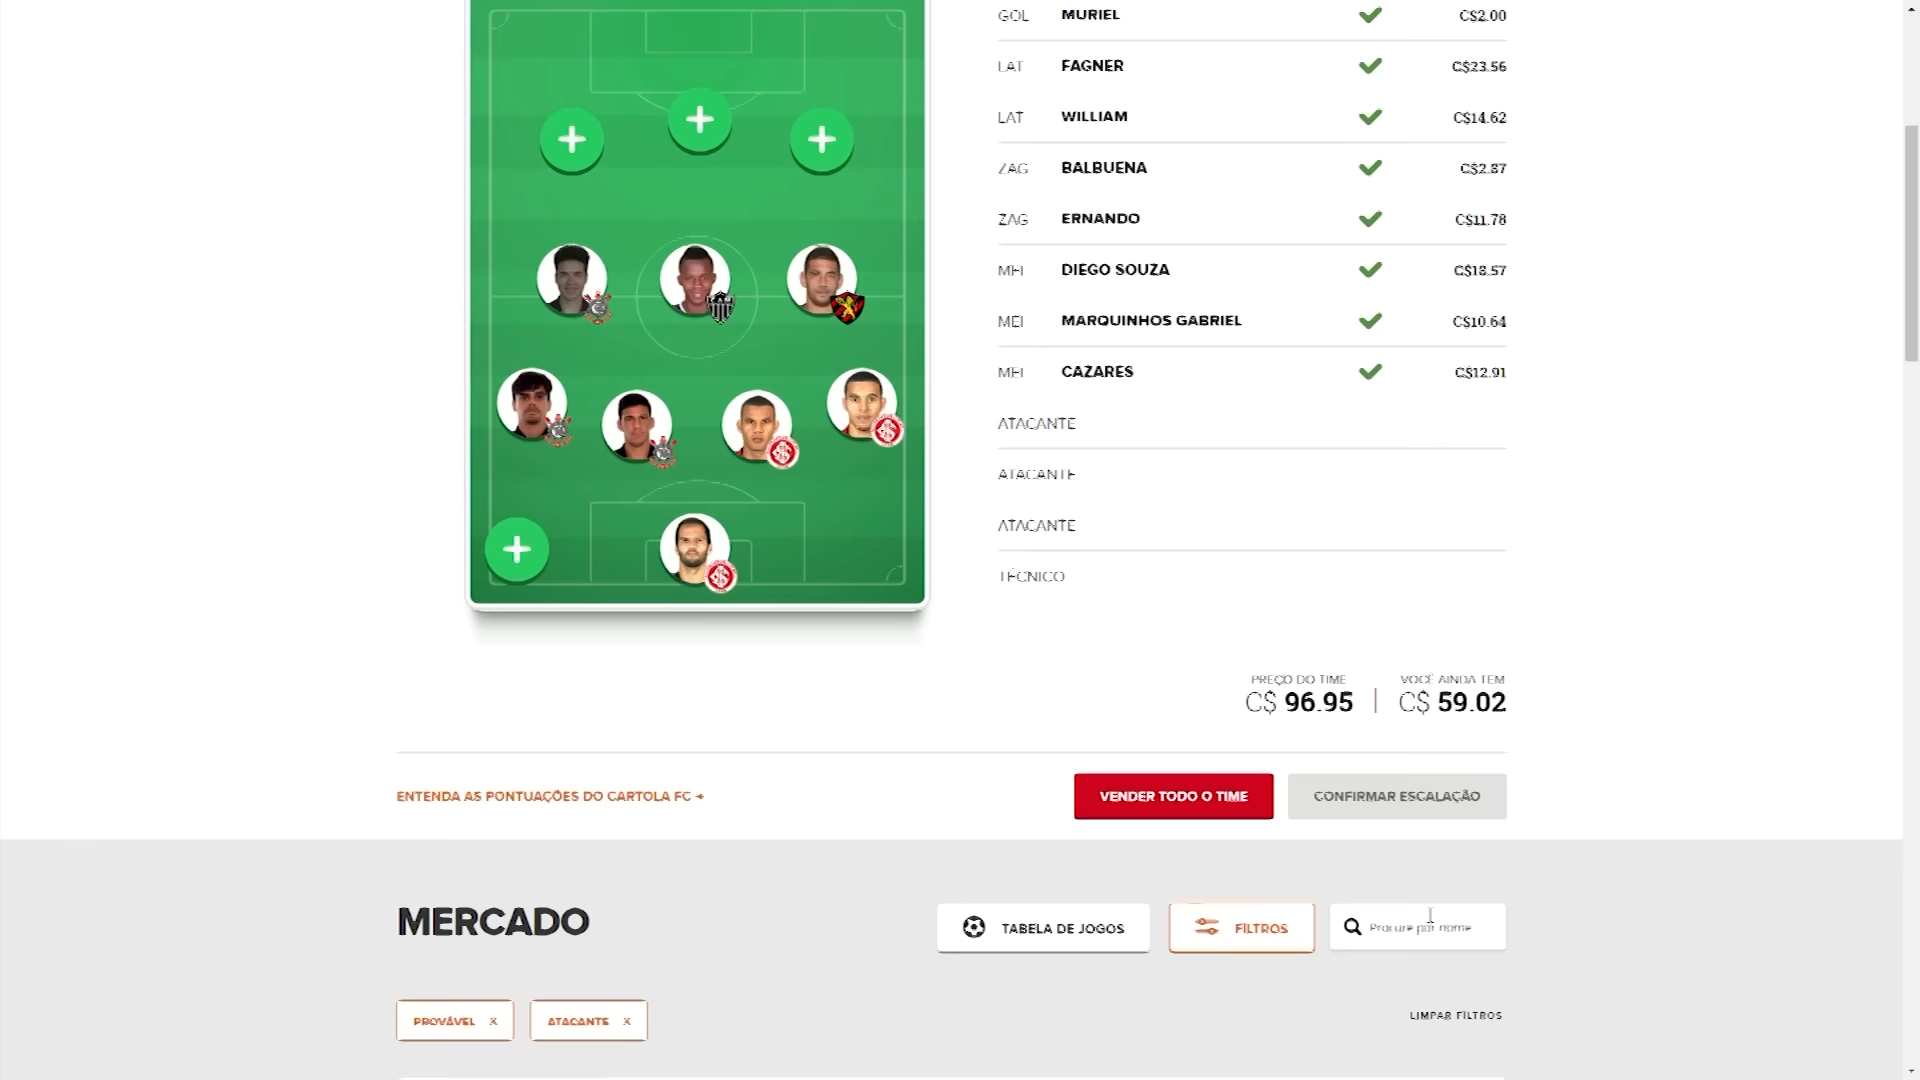 GOL MURIEL C$2.00
LAT FAGNER C$23.56
LAT WILLIAM C$14.62
ZAG BALBUENA C$2.87
ZAG ERNANDO C$11.78
MEI DIEGO SOUZA C$18.57
MEI MARQUINHOS GABRIEL C$10.64
MEI CAZARES C$12.91
ATACANTE
ATACANTE
ATACANTE
TÉCNICO
PREÇO DO TIME VOCÊ AINDA TEM
C$ 96.95 | C$ 59.02
ENTENDA AS PONTUAÇÕES DO CARTOLA FC
VENDER TODO O TIME CONFIRMAR ESCALAÇÃO
MERCADO TABELA DE JOGOS FILTROS Procure por nome
PROVÁVEL X ATACANTE X LIMPAR FILTROS